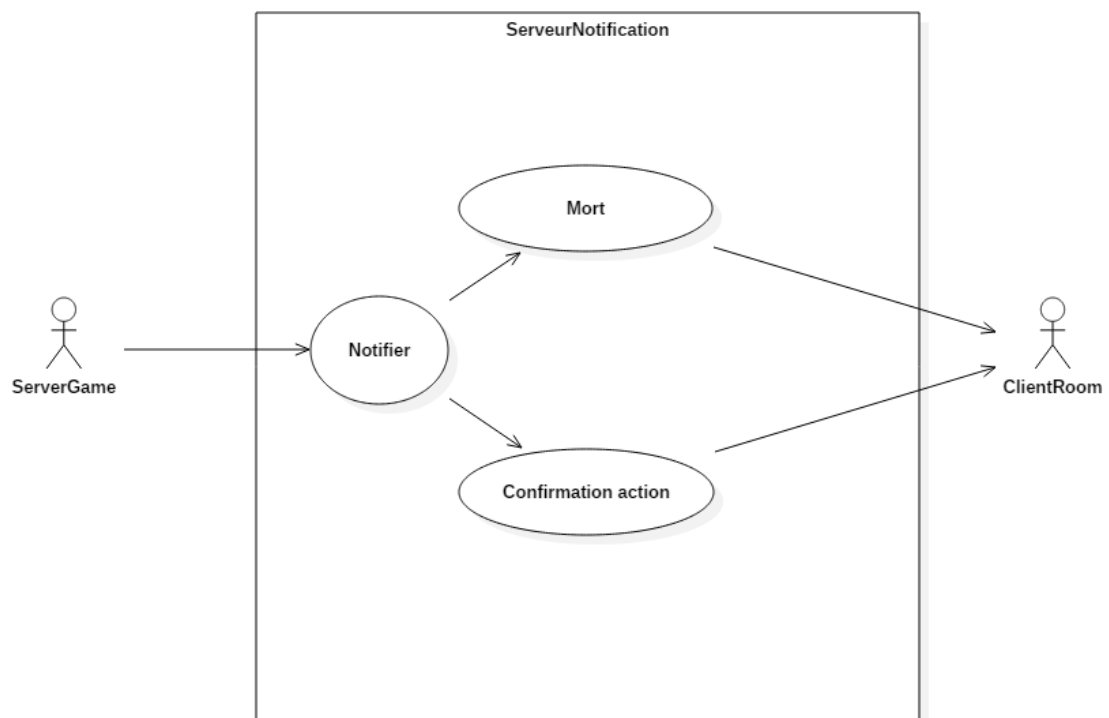 ServeurNotification
Mort
Notifier
ServerGame
ClientRoom
Confirmation action